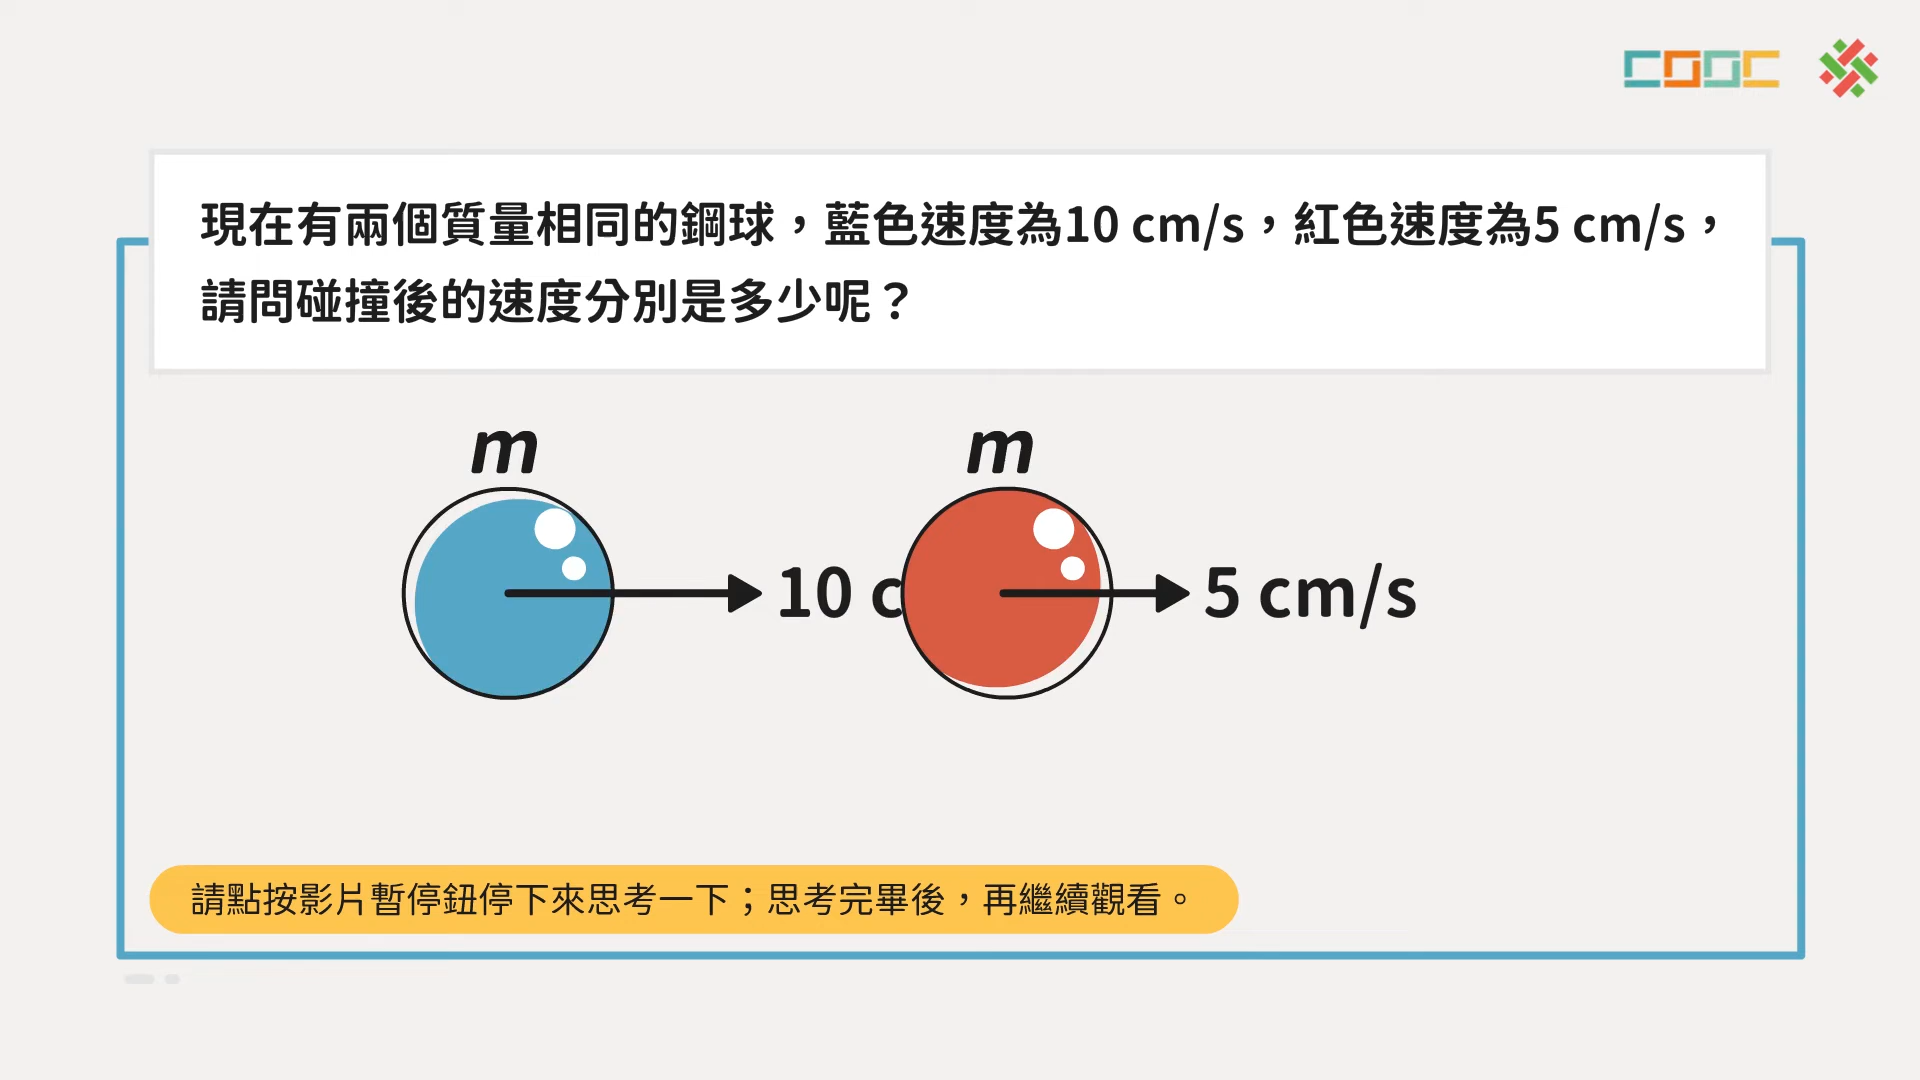 COOC
現在有兩個質量相同的鋼球，藍色速度為10 cm/s，紅色速度為5 cm/s，
請問碰撞後的速度分別是多少呢？
m
m
10 c
5 cm/s
請點按影片暫停鈕停下來思考一下；思考完畢後，再繼續觀看。